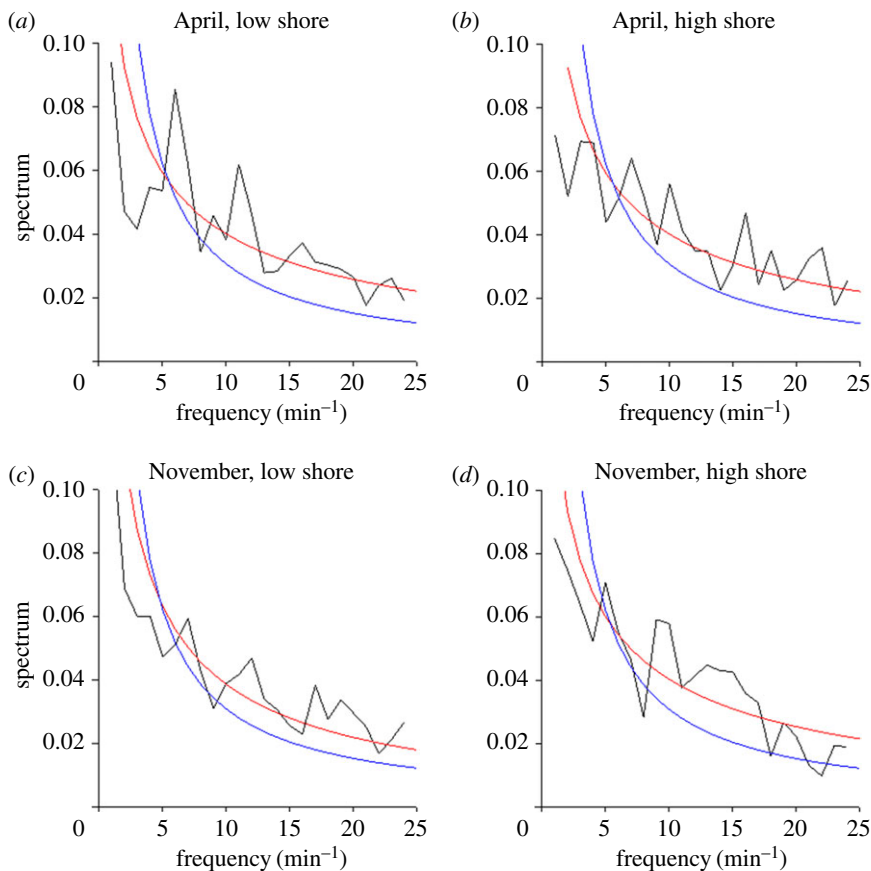 (a) April, low shore
0.10
0.08
0.06
0.04
0.02
0 5 10 15 20 25
spectrum
frequency (min⁻¹)
(b) April, high shore
0.10
0.08
0.06
0.04
0.02
0 5 10 15 20 25
frequency (min⁻¹)
(c) November, low shore
0.10
0.08
0.06
0.04
0.02
0 5 10 15 20 25
spectrum
frequency (min⁻¹)
(d) November, high shore
0.10
0.08
0.06
0.04
0.02
0 5 10 15 20 25
frequency (min⁻¹)